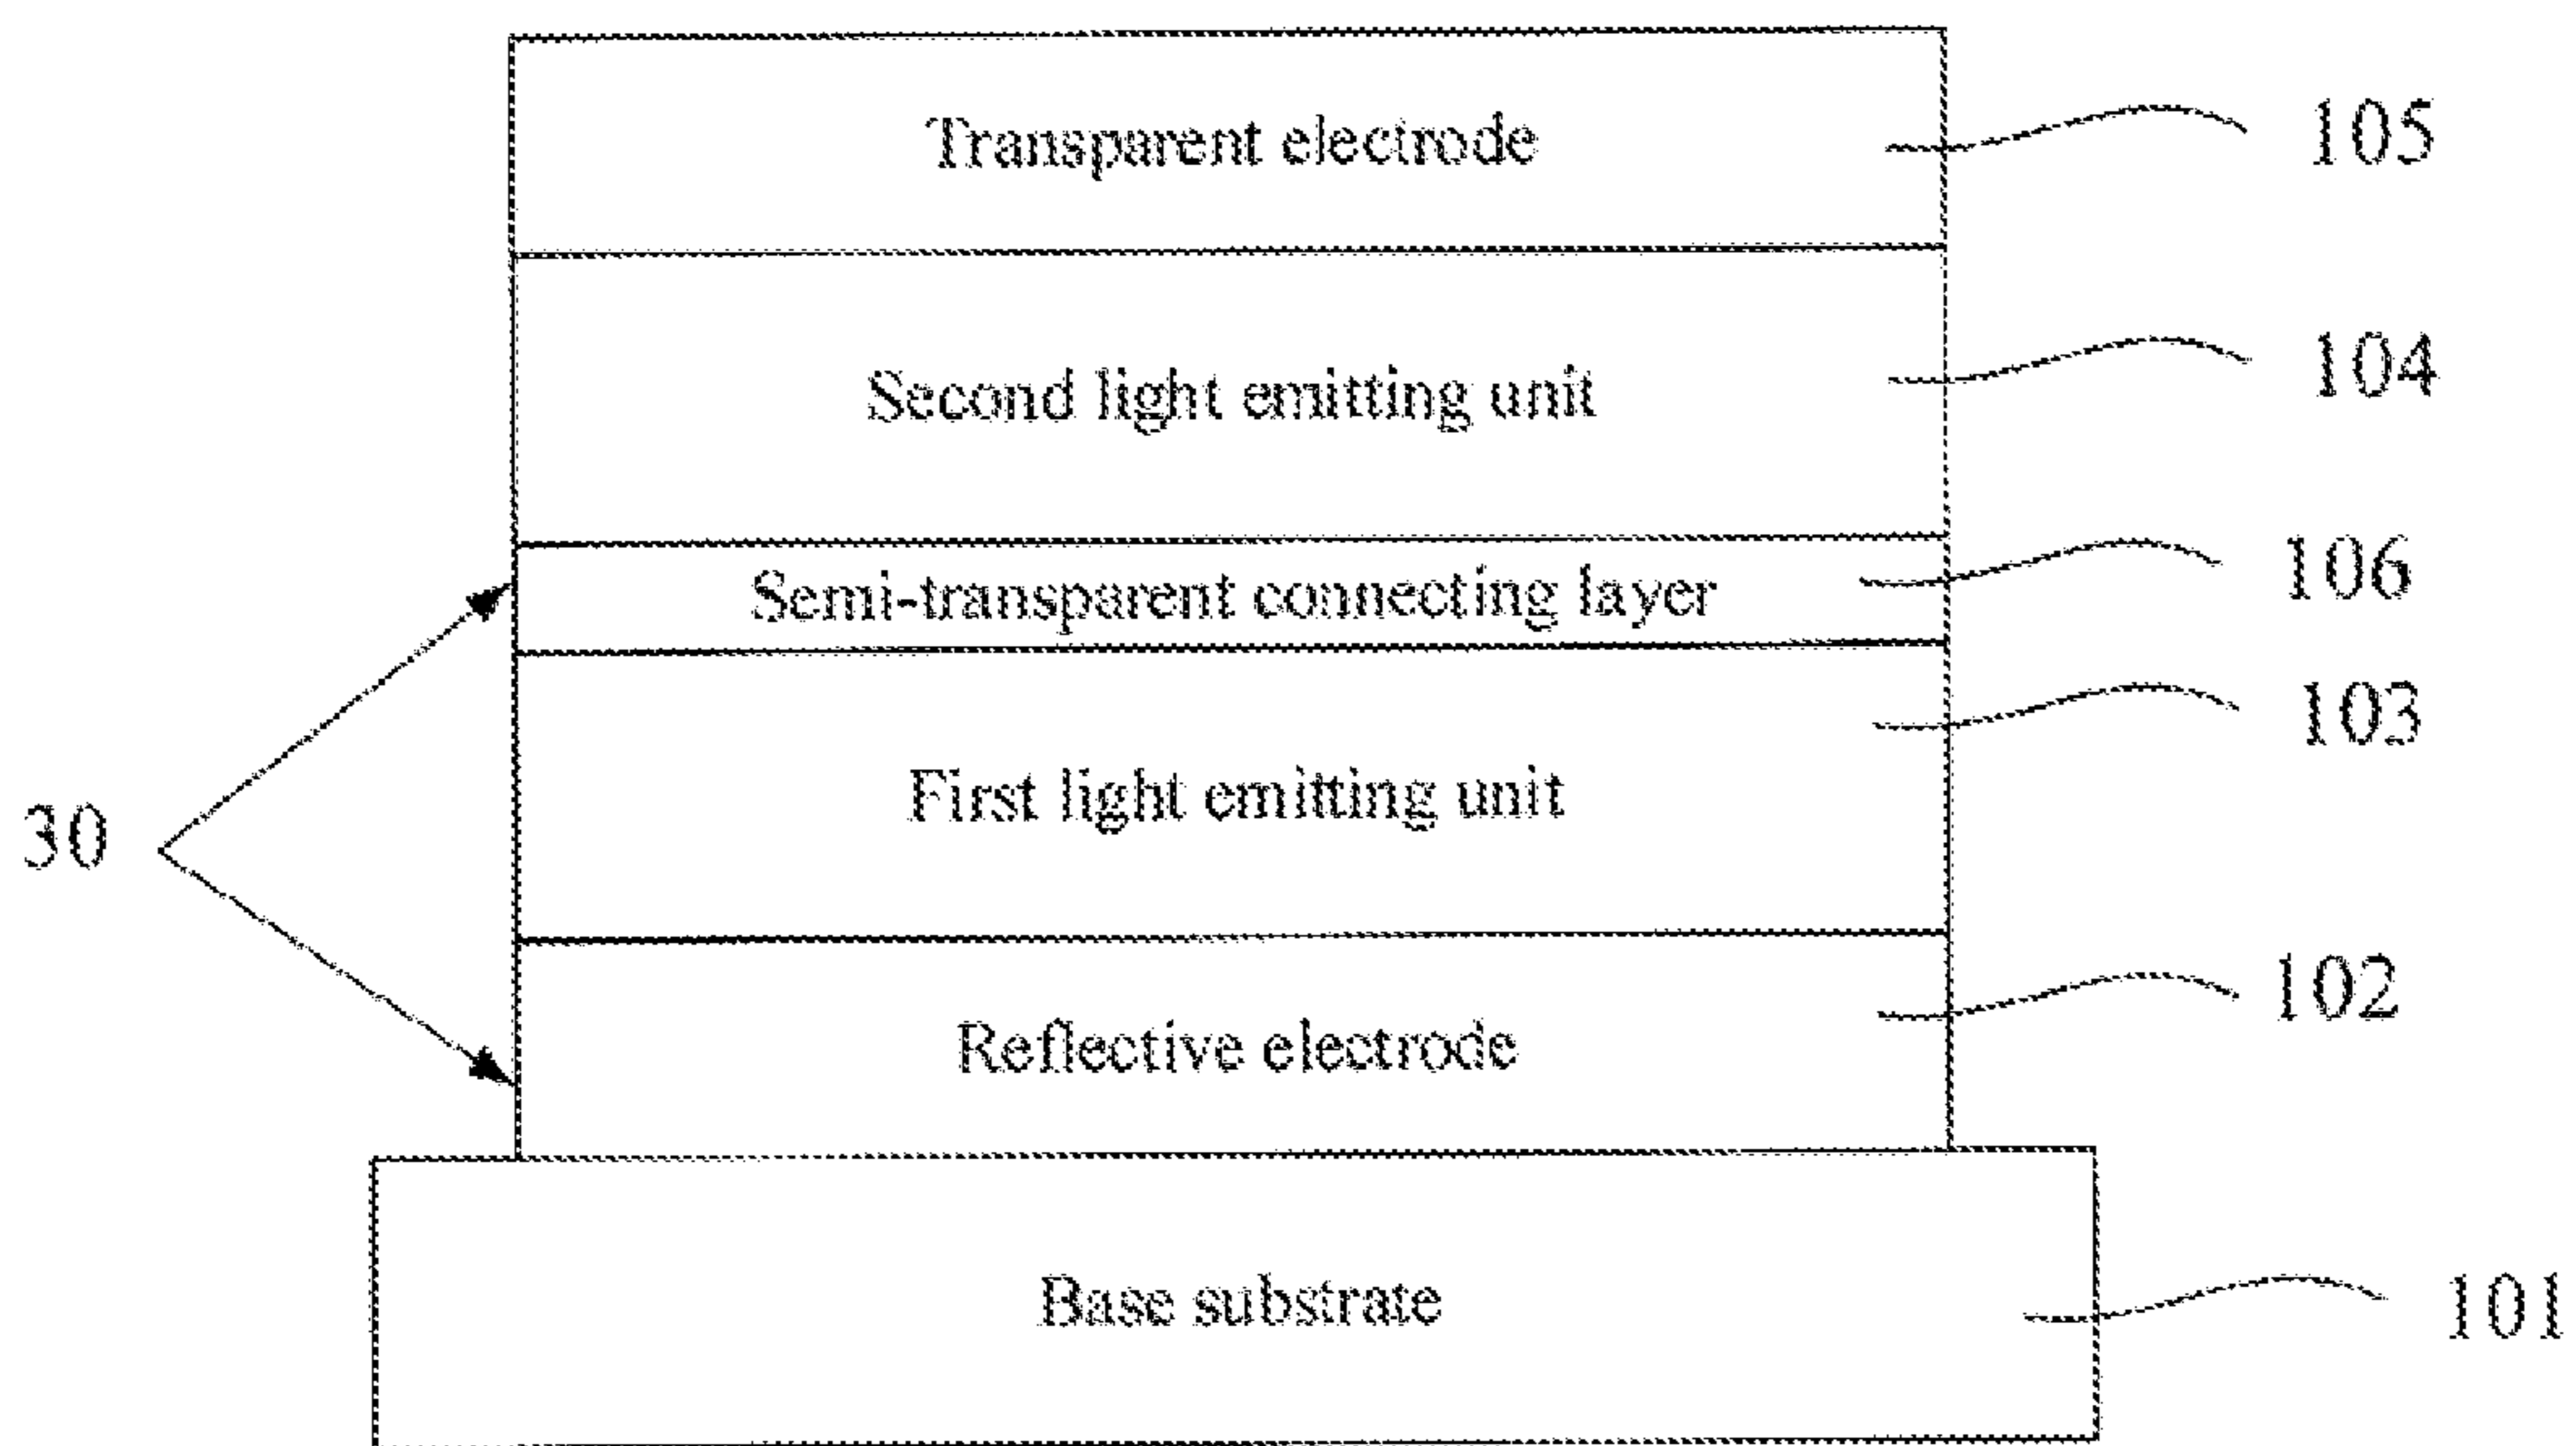 Transparent electrode
105
Second light emitting unit
104
Semi-transparent connecting layer
106
First light emitting unit
103
30
Reflective electrode
102
Base substrate
101